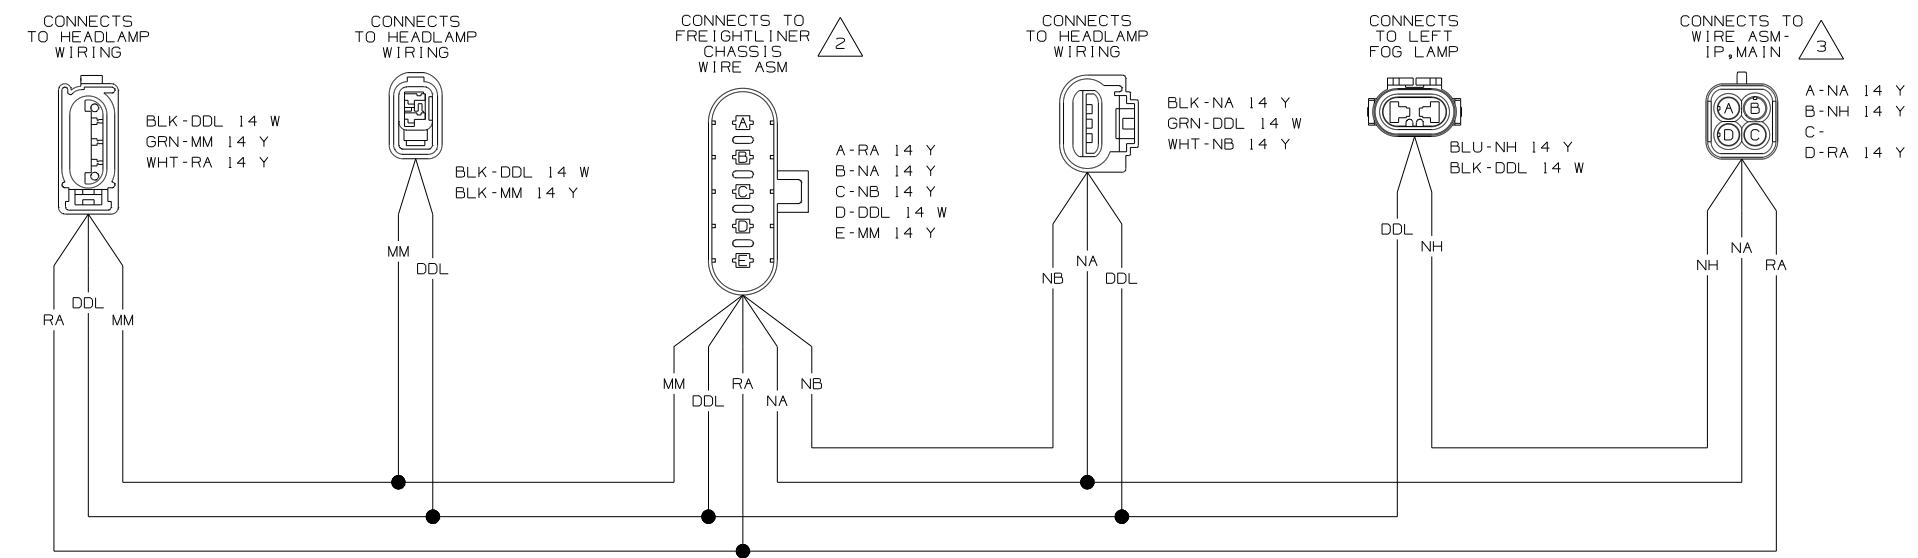 CONNECTS
TO HEADLAMP
WIRING
BLK-DDL 14 W
GRN-MM 14 Y
WHT-RA 14 Y
RA
DDL
MM
CONNECTS
TO HEADLAMP
WIRING
BLK-DDL 14 W
BLK-MM 14 Y
MM
DDL
CONNECTS TO
FREIGHTLINER
CHASSIS
WIRE ASM
2
A
B
C
D
E
A-RA 14 Y
B-NA 14 Y
C-NB 14 Y
D-DDL 14 W
E-MM 14 Y
MM
DDL
RA
NA
NB
CONNECTS
TO HEADLAMP
WIRING
BLK-NA 14 Y
GRN-DDL 14 W
WHT-NB 14 Y
NB
NA
DDL
CONNECTS
TO LEFT
FOG LAMP
BLU-NH 14 Y
BLK-DDL 14 W
DDL
NH
CONNECTS TO
WIRE ASM-
IP,MAIN
3
A B
D C
A-NA 14 Y
B-NH 14 Y
C-
D-RA 14 Y
NH
NA
RA